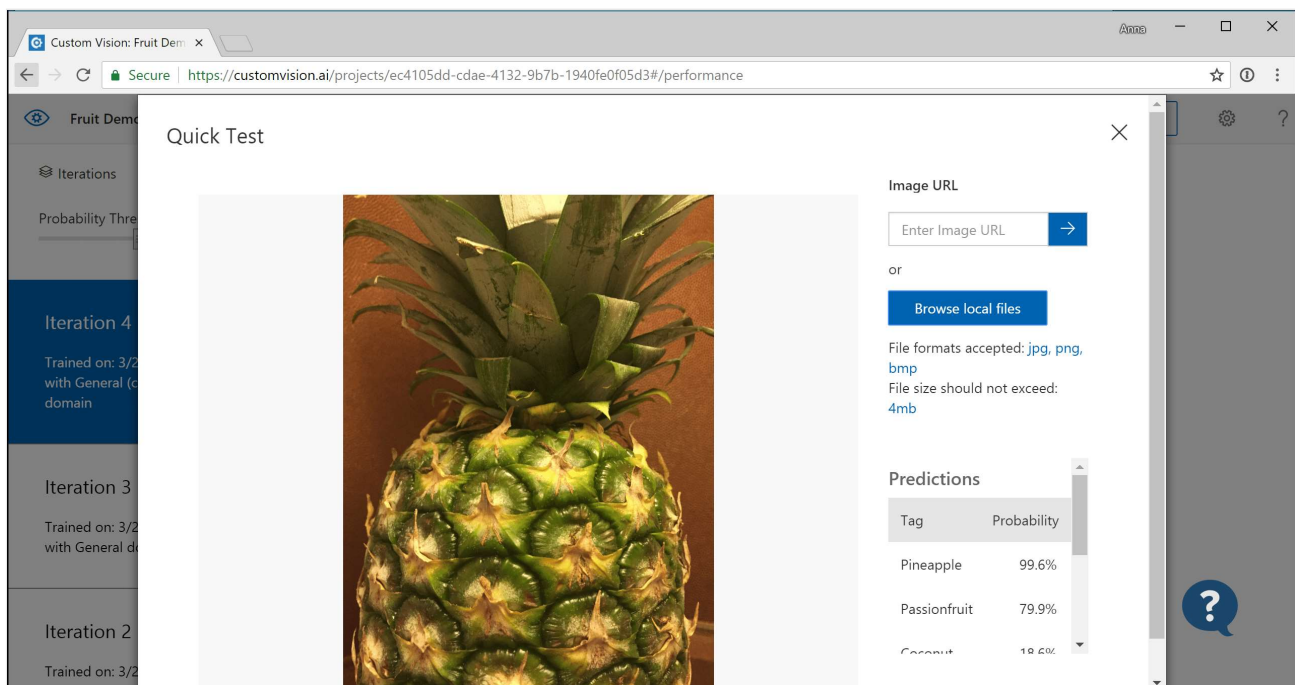 Custom Vision: Fruit Dem
Anna
Secure https://customvision.ai/projects/ec4105dd-cdae-4132-9b7b-1940fe0f05d3#/performance
Fruit Demo
?
Quick Test
Iterations
Probability Thre
Iteration 4
Trained on: 3/2
with General (c
domain
Iteration 3
Trained on: 3/2
with General do
Iteration 2
Trained on: 3/2
Image URL
Enter Image URL
or
Browse local files
File formats accepted: jpg, png,
bmp
File size should not exceed:
4mb
Predictions
Tag Probability
Pineapple 99.6%
Passionfruit 79.9%
Coconut 18.6%
?